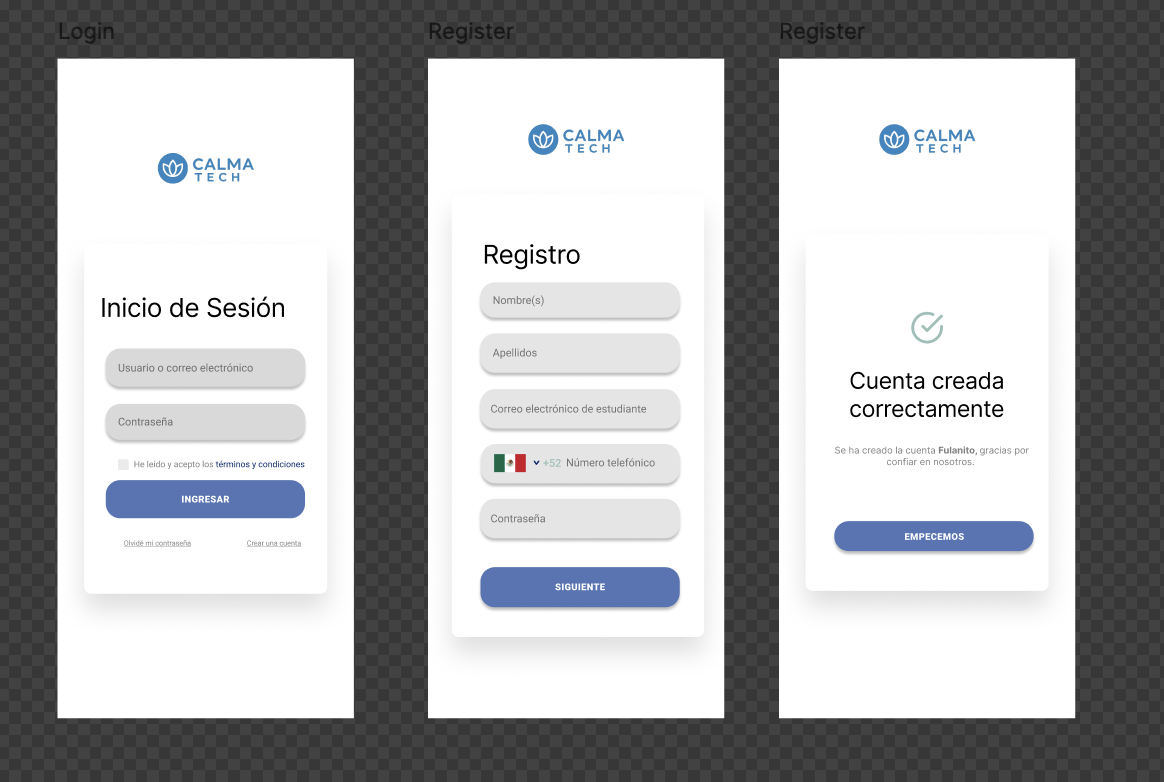 Login
CALMA
TECH
Inicio de Sesión
Usuario o correo electrónico
Contraseña
He leído y acepto los términos y condiciones
INGRESAR
Olvidé mi contraseña
Crear una cuenta
Register
CALMA
TECH
Registro
Nombre(s)
Apellidos
Correo electrónico de estudiante
+52 Número telefónico
Contraseña
SIGUIENTE
Register
CALMA
TECH
Cuenta creada
correctamente
Se ha creado la cuenta Fulanito, gracias por
confiar en nosotros.
EMPECEMOS